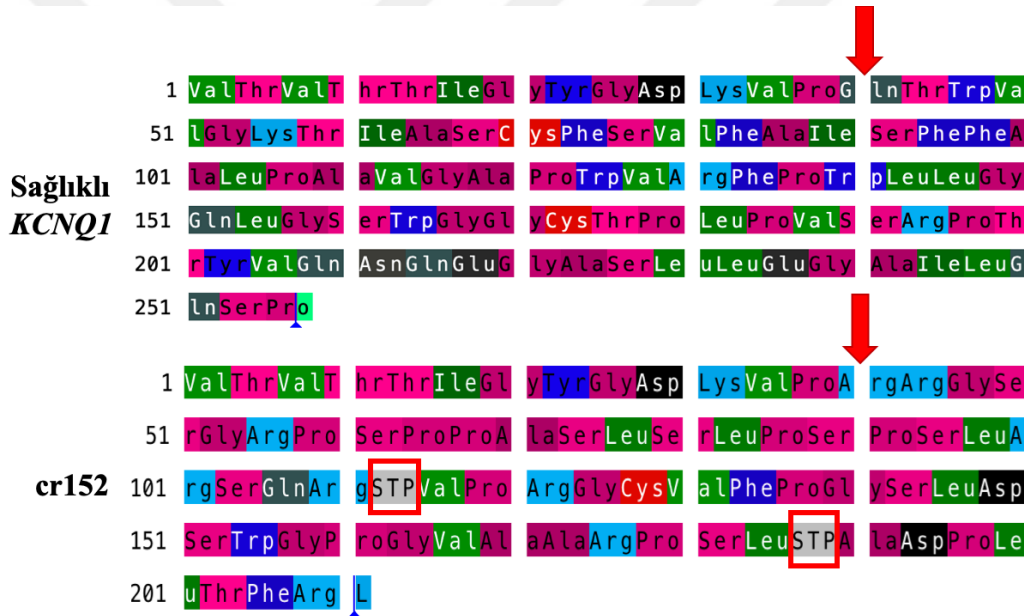 1 ValThrValT hrThrIleGl yTyrGlyAsp LysValProG lnThrTrpVa
51 lGlyLysThr IleAlaSerC ysPheSerVa lPheAlaIle SerPhePheA
Sağlıklı KCNQ1
101 laLeuProAl aValGlyAla ProTrpValA rgPheProTr pLeuLeuGly
151 GlnLeuGlyS erTrpGlyGl yCysThrPro LeuProValS erArgProTh
201 rTyrValGln AsnGlnGluG lyAlaSerLe uLeuGluGly AlaIleLeuG
251 lnSerPro
1 ValThrValT hrThrIleGl yTyrGlyAsp LysValProA rgArgGlySe
51 rGlyArgPro SerProProA laSerLeuSe rLeuProSer ProSerLeuA
cr152
101 rgSerGlnAr gSTPValPro ArgGlyCysV alPheProGl ySerLeuAsp
151 SerTrpGlyP roGlyValAl aAlaArgPro SerLeuSTPA laAspProLe
201 uThrPheArg L